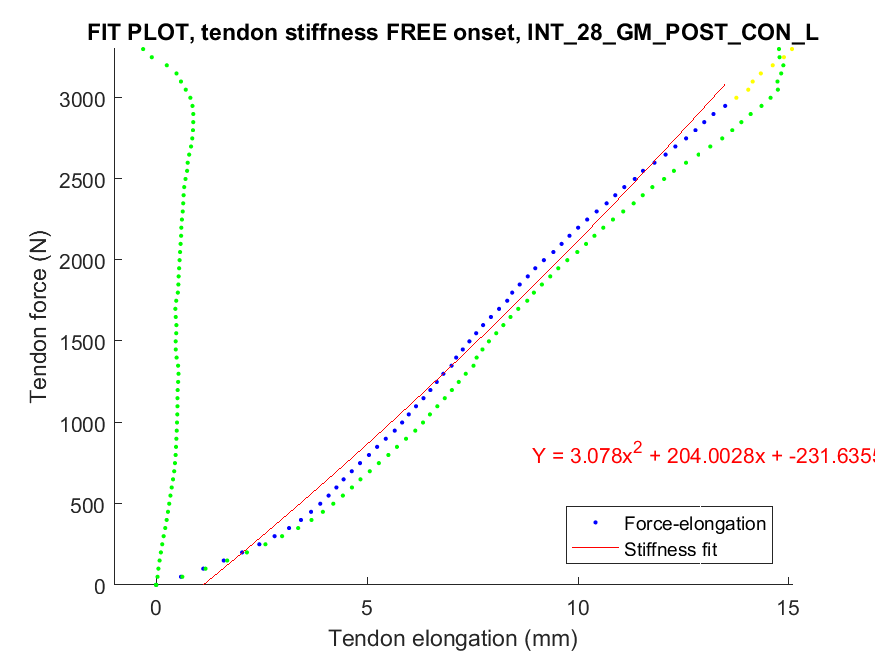 FIT PLOT, tendon stiffness FREE onset, INT_28_GM_POST_CON_L
3000
2500
2000
1500
1000
500
0
Tendon force (N)
Y = 3.078x² + 204.0028x + -231.635
Force-elongation
Stiffness fit
0 5 10 15
Tendon elongation (mm)